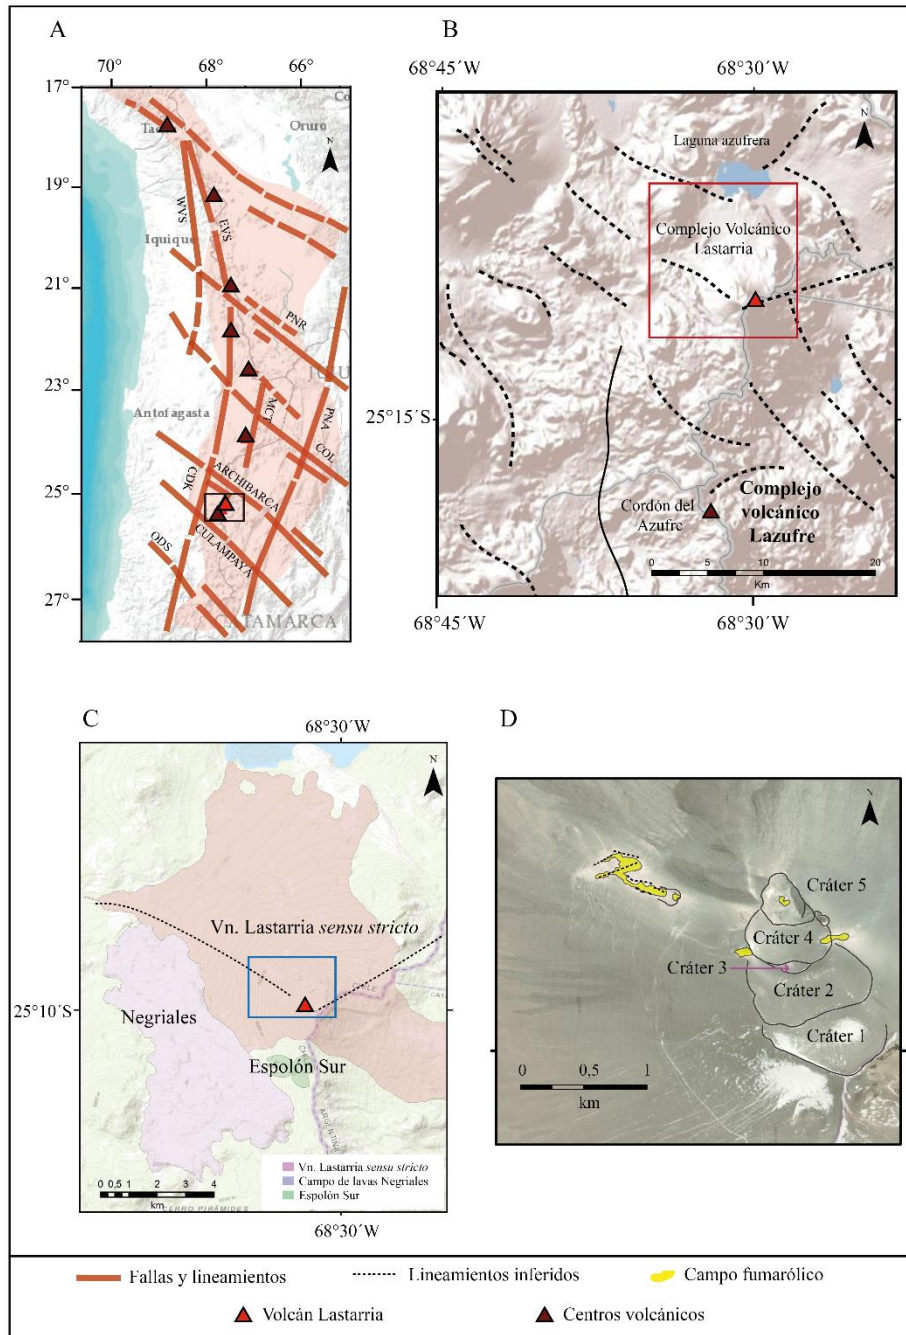 A
70°
68°
66°
17°
19°
21°
23°
25°
27°
Oruro
N
WVS
EVS
Iquique
PNR
Antofagasta
MCT
PNA
COL
CDK
ARCHIBARCA
CULAMPAYA
ODS
CATAMARCA
B
68°45´W
68°30´W
N
Laguna azufrera
Complejo Volcánico
Lastarria
25°15´S
Cordón del
Azufre
Complejo
volcánico
Lazufre
0 5 10 20
Km
68°45´W
68°30´W
C
68°30´W
N
Vn. Lastarria sensu stricto
25°10´S
Negriales
Espolón Sur
ARGENTINA
Vn. Lastarria sensu stricto
Campo de lavas Negriales
Espolón Sur
0 0,5 1 2 3 4
km
CERRO PIRÁMIDES
68°30´W
D
N
Cráter 5
Cráter 4
Cráter 3
Cráter 2
Cráter 1
0 0,5 1
km
Fallas y lineamientos
Lineamientos inferidos
Campo fumarólico
Volcán Lastarria
Centros volcánicos